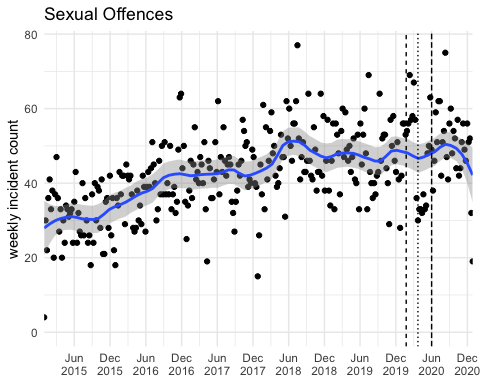 Sexual Offences
weekly incident count
80
60
40
20
0
Jun Dec Jun Dec Jun Dec Jun Dec Jun Dec Jun Dec
2015 2015 2016 2016 2017 2017 2018 2018 2019 2019 2020 2020